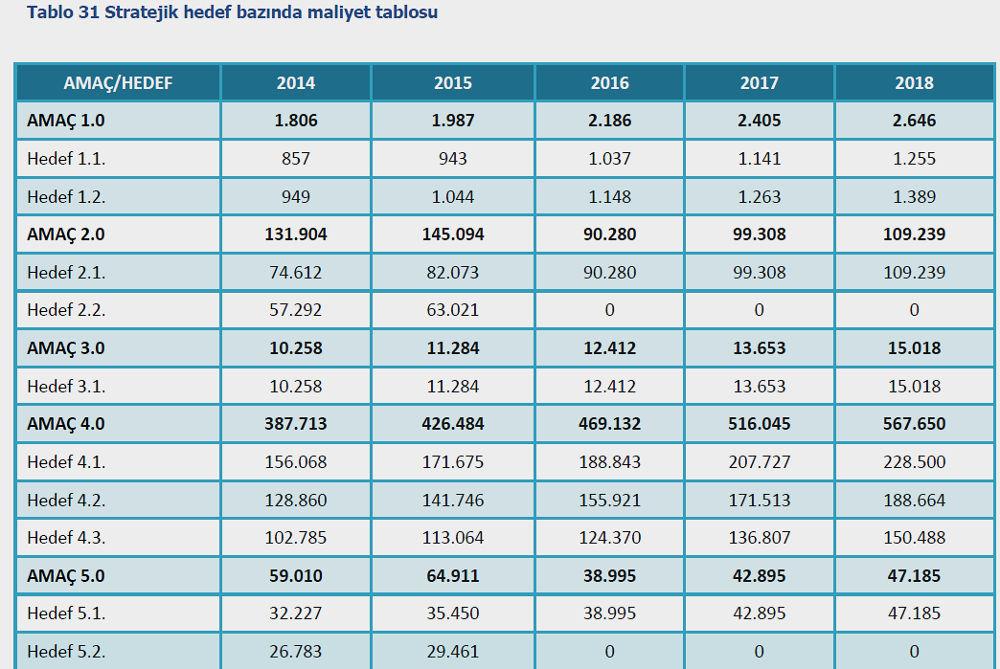 Tablo 31 Stratejik hedef bazında maliyet tablosu
AMAÇ/HEDEF 2014 2015 2016 2017 2018
AMAÇ 1.0 1.806 1.987 2.186 2.405 2.646
Hedef 1.1. 857 943 1.037 1.141 1.255
Hedef 1.2. 949 1.044 1.148 1.263 1.389
AMAÇ 2.0 131.904 145.094 90.280 99.308 109.239
Hedef 2.1. 74.612 82.073 90.280 99.308 109.239
Hedef 2.2. 57.292 63.021 0 0 0
AMAÇ 3.0 10.258 11.284 12.412 13.653 15.018
Hedef 3.1. 10.258 11.284 12.412 13.653 15.018
AMAÇ 4.0 387.713 426.484 469.132 516.045 567.650
Hedef 4.1. 156.068 171.675 188.843 207.727 228.500
Hedef 4.2. 128.860 141.746 155.921 171.513 188.664
Hedef 4.3. 102.785 113.064 124.370 136.807 150.488
AMAÇ 5.0 59.010 64.911 38.995 42.895 47.185
Hedef 5.1. 32.227 35.450 38.995 42.895 47.185
Hedef 5.2. 26.783 29.461 0 0 0